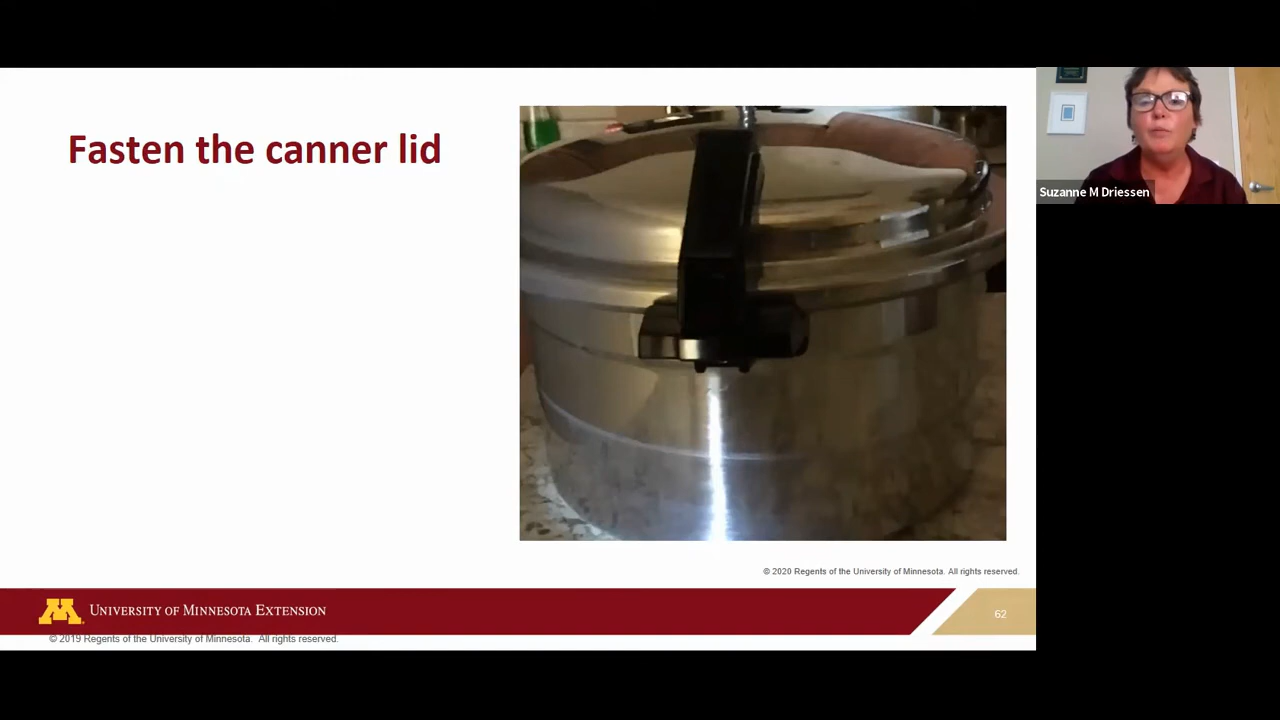 Fasten the canner lid
Suzanne M Driessen
© 2020 Regents of the University of Minnesota. All rights reserved.
UNIVERSITY OF MINNESOTA EXTENSION
62
© 2019 Regents of the University of Minnesota. All rights reserved.